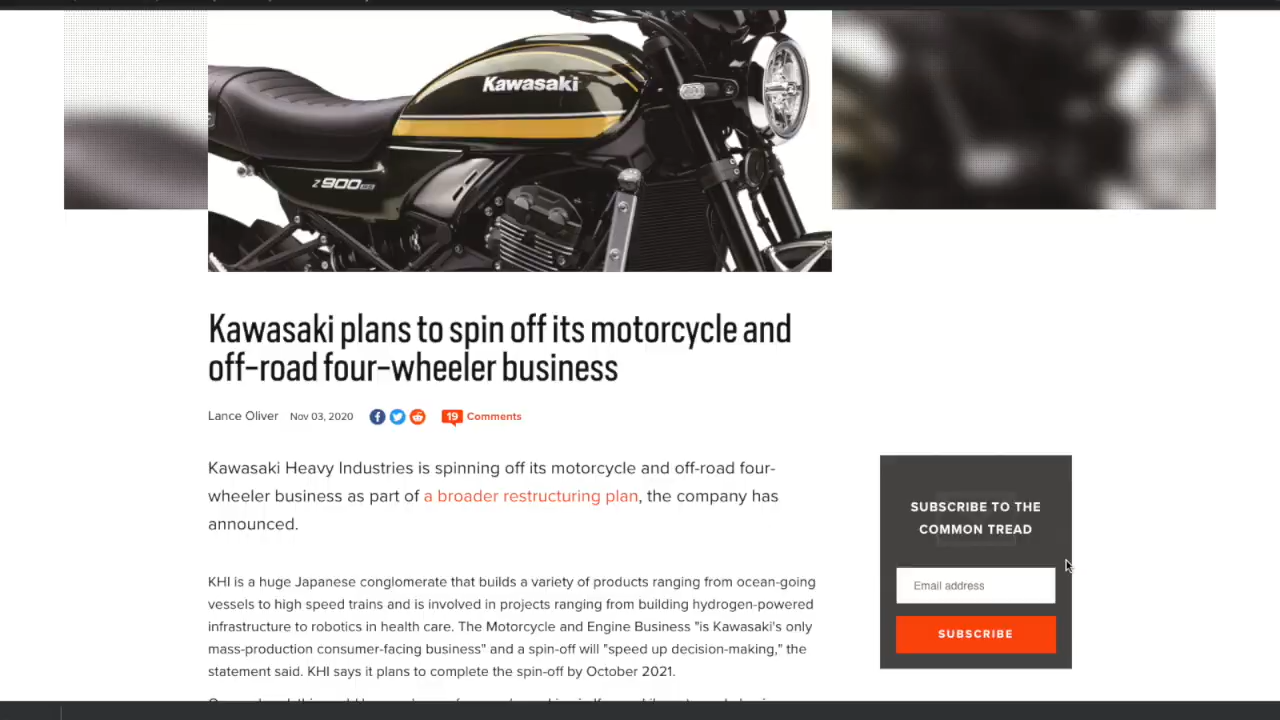 Kawasaki
Z900RS
Kawasaki plans to spin off its motorcycle and
off-road four-wheeler business
Lance Oliver Nov 03, 2020 19 Comments
Kawasaki Heavy Industries is spinning off its motorcycle and off-road four-
wheeler business as part of a broader restructuring plan, the company has
announced.
KHI is a huge Japanese conglomerate that builds a variety of products ranging from ocean-going
vessels to high speed trains and is involved in projects ranging from building hydrogen-powered
infrastructure to robotics in health care. The Motorcycle and Engine Business "is Kawasaki's only
mass-production consumer-facing business" and a spin-off will "speed up decision-making," the
statement said. KHI says it plans to complete the spin-off by October 2021.
SUBSCRIBE TO THE
COMMON TREAD
Email address
SUBSCRIBE